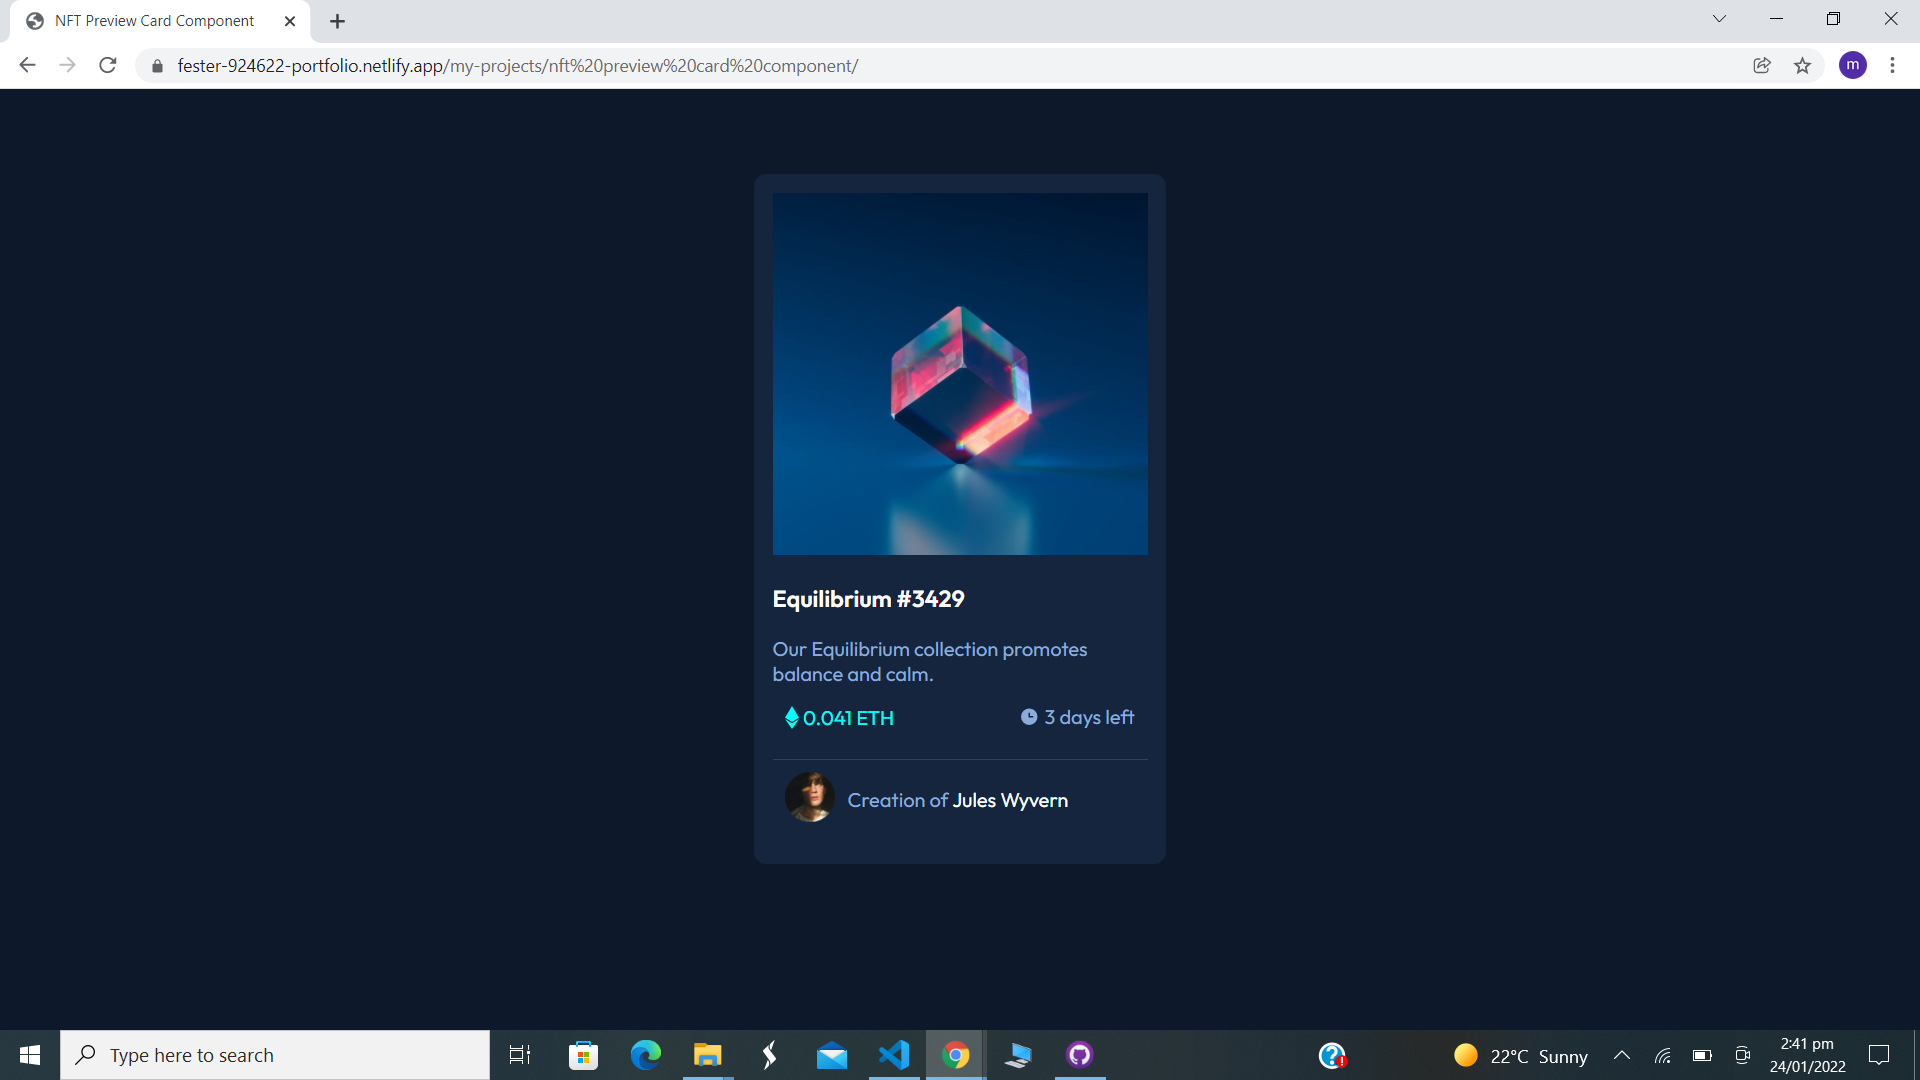 NFT Preview Card Component
fester-924622-portfolio.netlify.app/my-projects/nft%20preview%20card%20component/
m
Equilibrium #3429
Our Equilibrium collection promotes
balance and calm.
0.041 ETH
3 days left
Creation of Jules Wyvern
Type here to search
22°C Sunny
2:41 pm
24/01/2022